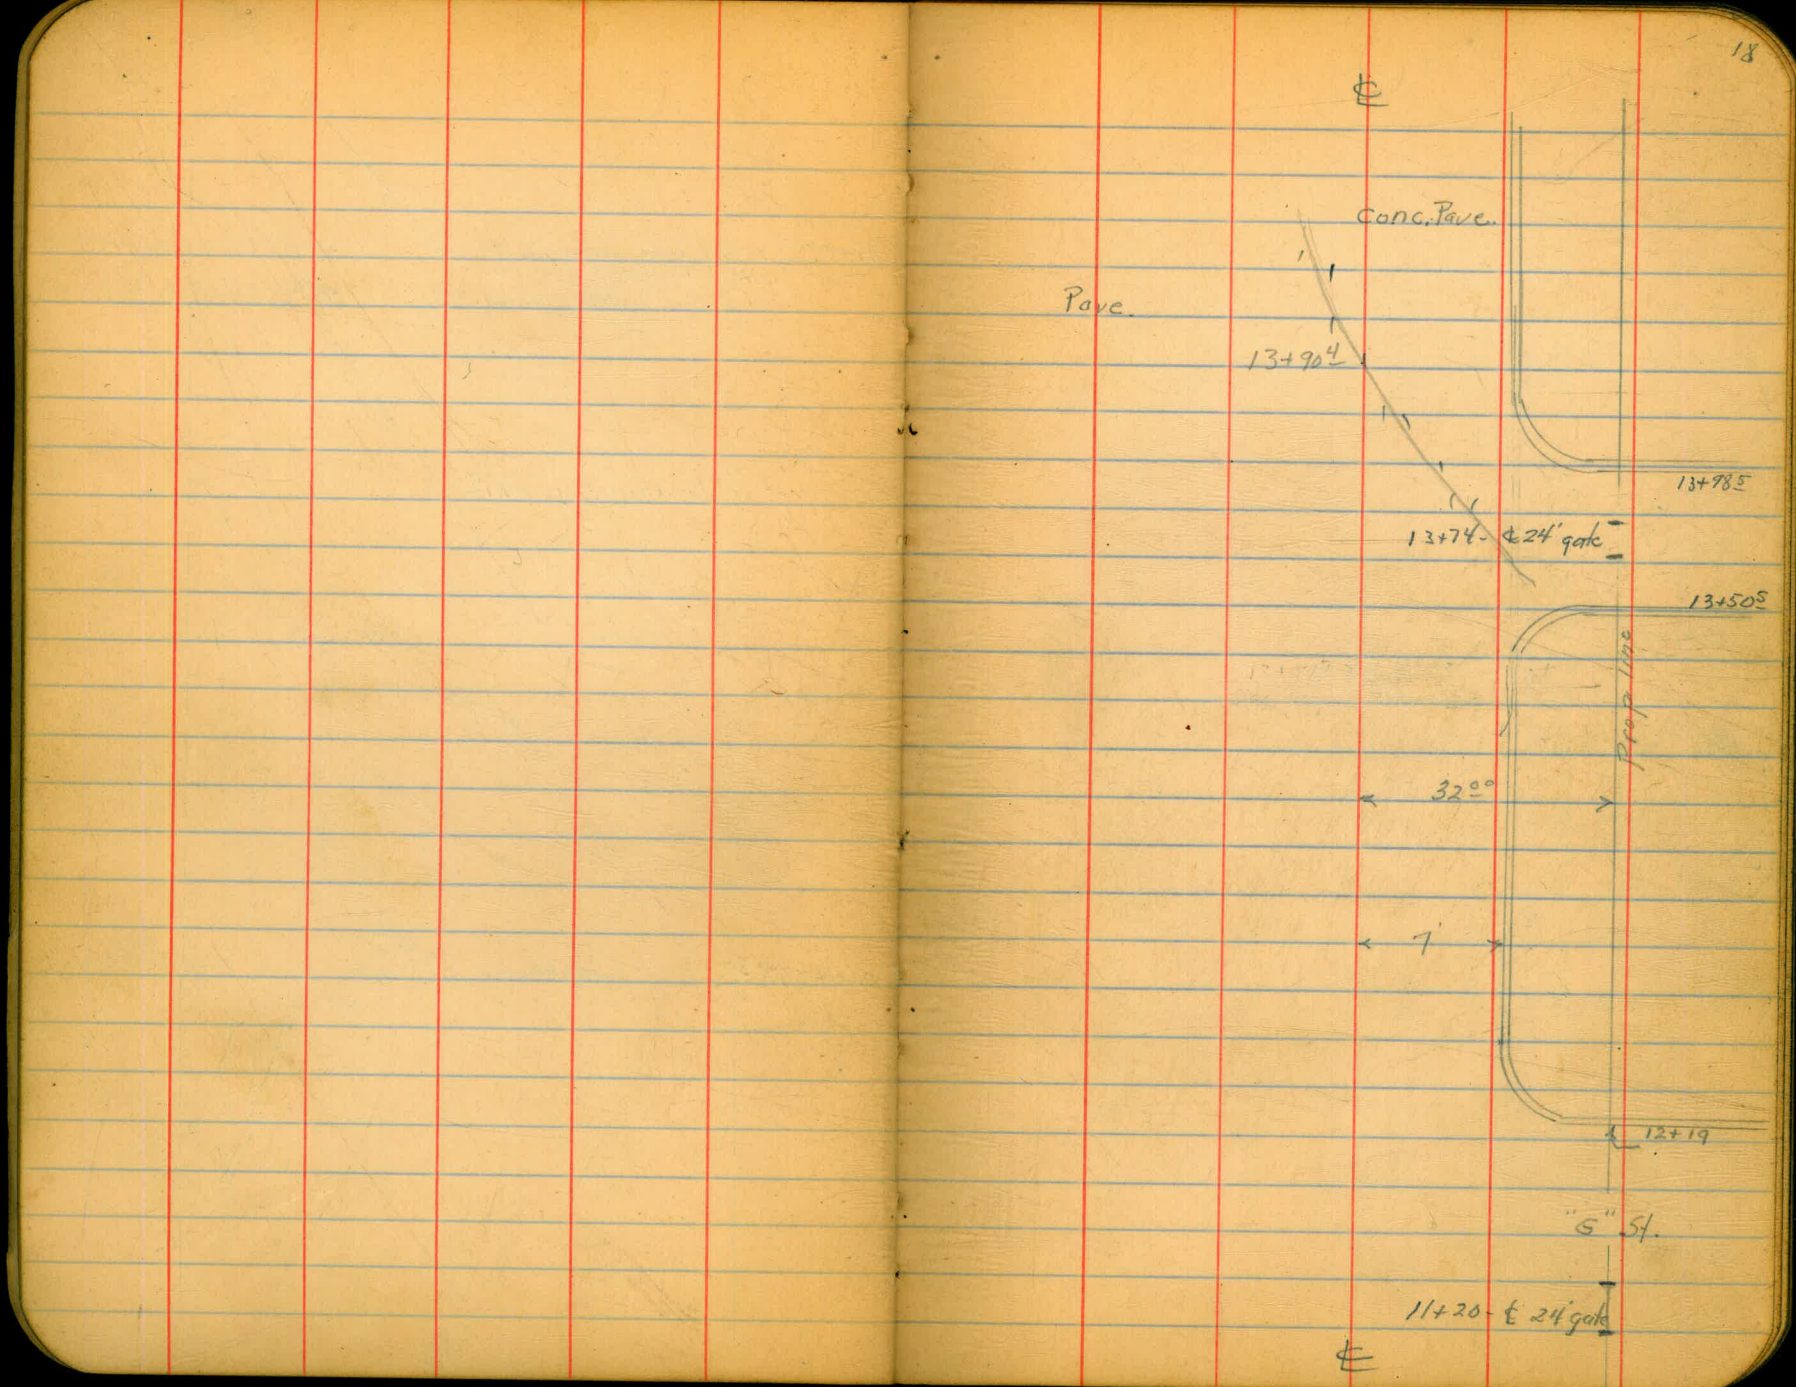 18
℄
conc. Pave.
Pave.
13+90⁴
13+98⁵
13+74- ℄ 24' gate
13+50⁵
Prop line
32⁰⁰
7'
12+19
"G" St.
11+20- ℄ 24' gate
℄